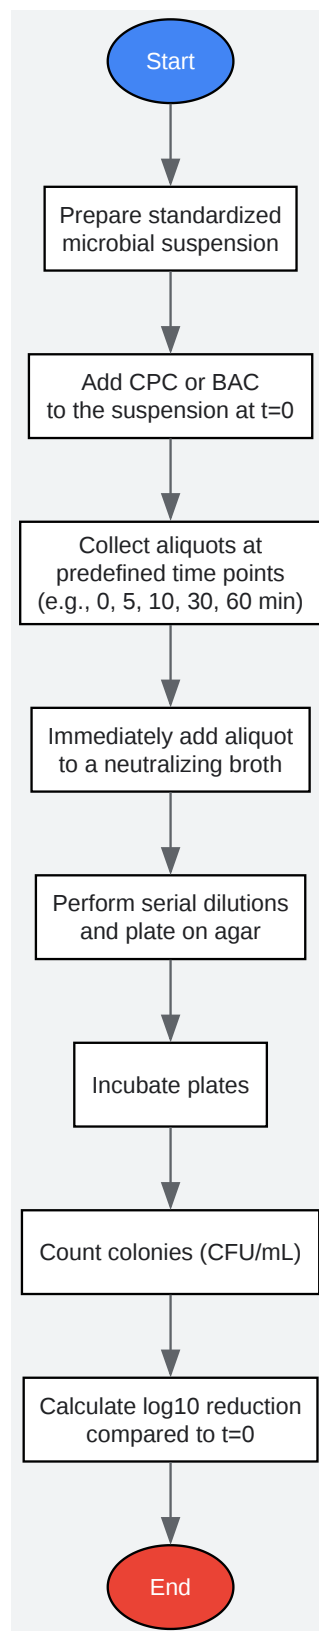 Start
Prepare standardized
microbial suspension
Add CPC or BAC
to the suspension at t=0
Collect aliquots at
predefined time points
(e.g., 0, 5, 10, 30, 60 min)
Immediately add aliquot
to a neutralizing broth
Perform serial dilutions
and plate on agar
Incubate plates
Count colonies (CFU/mL)
Calculate log10 reduction
compared to t=0
End